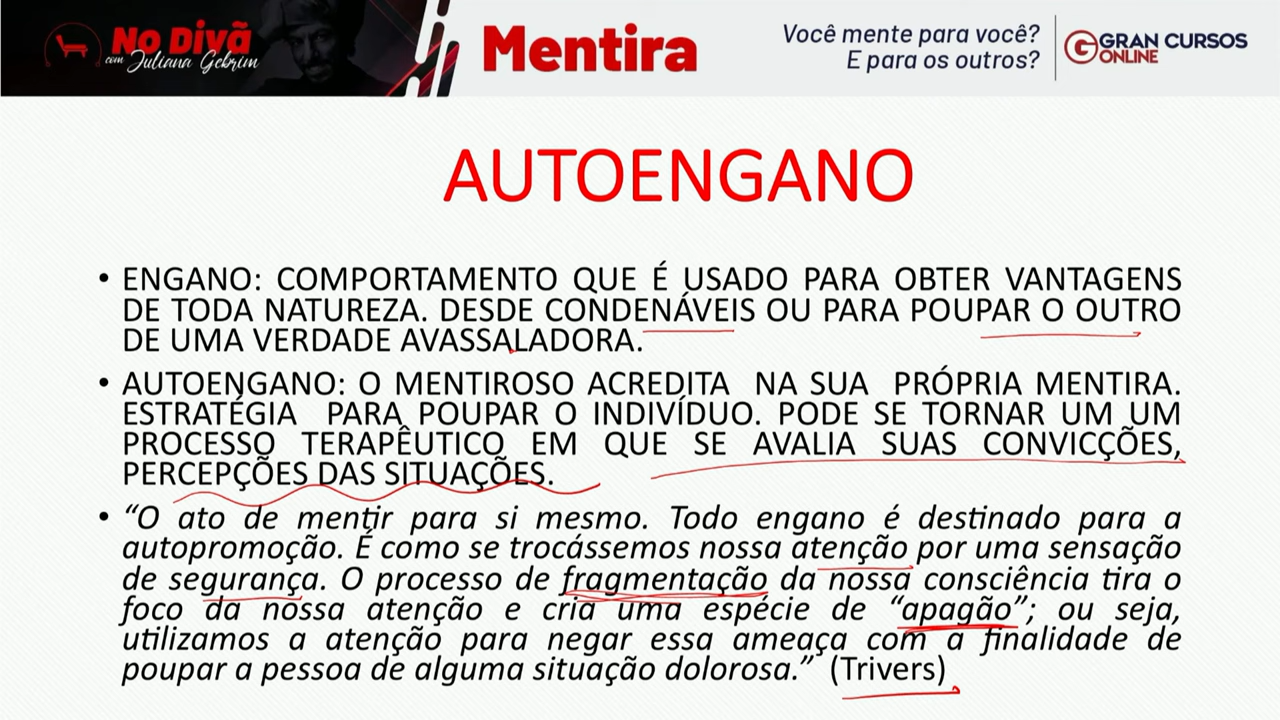 No Divã
com Juliana Gebrim
Mentira
Você mente para você?
E para os outros?
G GRAN CURSOS
ONLINE
AUTOENGANO
• ENGANO: COMPORTAMENTO QUE É USADO PARA OBTER VANTAGENS
DE TODA NATUREZA. DESDE CONDENÁVEIS OU PARA POUPAR O OUTRO
DE UMA VERDADE AVASSALADORA.
• AUTOENGANO: O MENTIROSO ACREDITA NA SUA PRÓPRIA MENTIRA.
ESTRATÉGIA PARA POUPAR O INDIVÍDUO. PODE SE TORNAR UM UM
PROCESSO TERAPÊUTICO EM QUE SE AVALIA SUAS CONVICÇÕES,
PERCEPÇÕES DAS SITUAÇÕES.
• “O ato de mentir para si mesmo. Todo engano é destinado para a
autopromoção. É como se trocássemos nossa atenção por uma sensação
de segurança. O processo de fragmentação da nossa consciência tira o
foco da nossa atenção e cria uma espécie de “apagão”; ou seja,
utilizamos a atenção para negar essa ameaça com a finalidade de
poupar a pessoa de alguma situação dolorosa.” (Trivers)